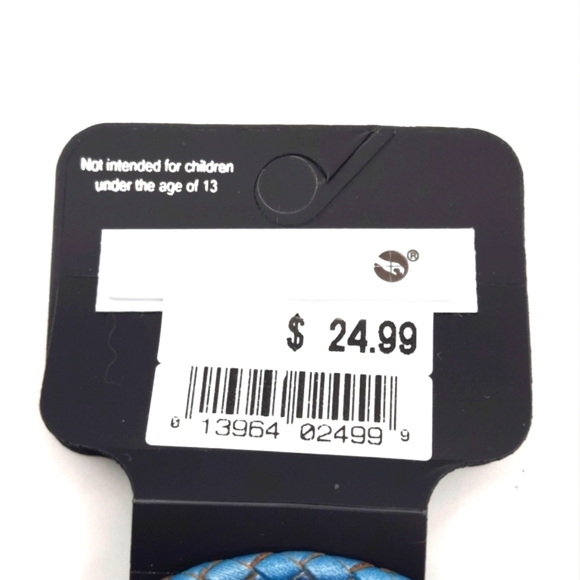 Not intended for children
under the age of 13
®
$ 24.99
0 13964 02499 9